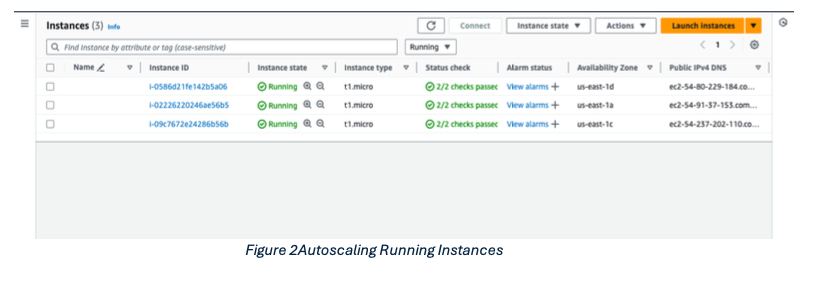 Instances (3) Info
Connect
Instance state
Actions
Launch instances
Find Instance by attribute or tag (case-sensitive)
Running
1
Name Instance ID Instance state Instance type Status check Alarm status Availability Zone Public IPv4 DNS
i-0586d21fe142b5a06 Running t1.micro 2/2 checks passec View alarms + us-east-1d ec2-54-80-229-184.co...
i-02226220246ae56b5 Running t1.micro 2/2 checks passec View alarms + us-east-1a ec2-54-91-37-153.com...
i-09c7672e24286b56b Running t1.micro 2/2 checks passec View alarms + us-east-1c ec2-54-237-202-110.co...
Figure 2Autoscaling Running Instances